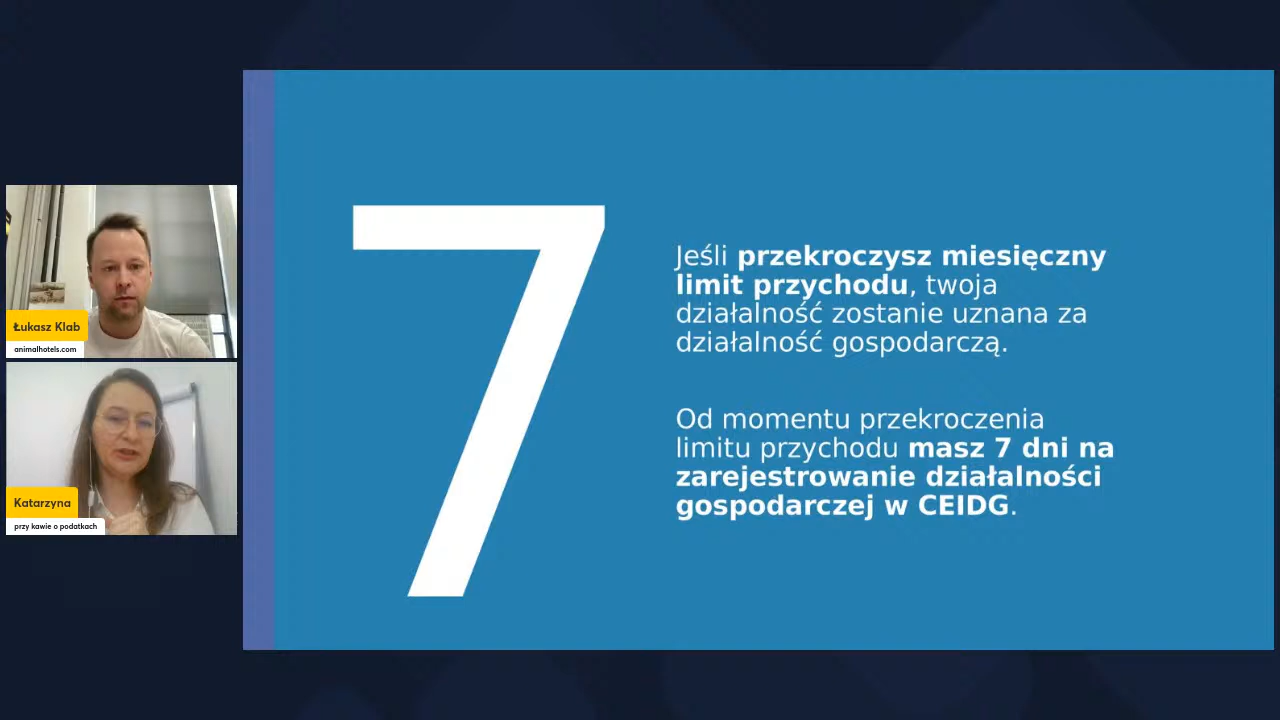 Łukasz Klab
animalhotels.com
Katarzyna
przy kawie o podatkach
7
Jeśli przekroczysz miesięczny
limit przychodu, twoja
działalność zostanie uznana za
działalność gospodarczą.
Od momentu przekroczenia
limitu przychodu masz 7 dni na
zarejestrowanie działalności
gospodarczej w CEIDG.